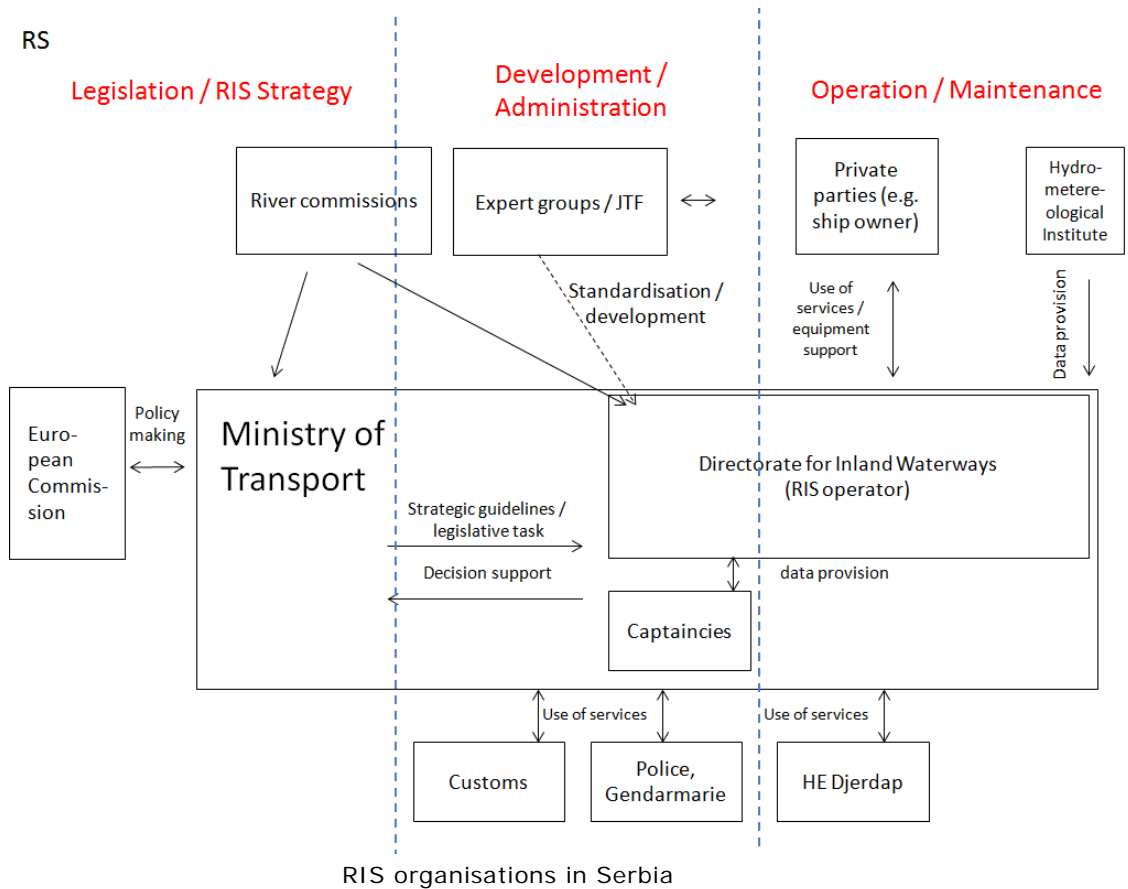 RS
Legislation / RIS Strategy
Development /
Administration
Operation / Maintenance
River commissions
Expert groups / JTF
Private
parties (e.g.
ship owner)
Hydro-
metere-
ological
Institute
Standardisation /
development
Use of
services /
equipment
support
Data provision
Euro-
pean
Commis-
sion
Policy
making
Ministry of
Transport
Directorate for Inland Waterways
(RIS operator)
Strategic guidelines /
legislative task
Decision support
data provision
Captaincies
Use of services
Use of services
Customs
Police,
Gendarmarie
HE Djerdap
RIS organisations in Serbia